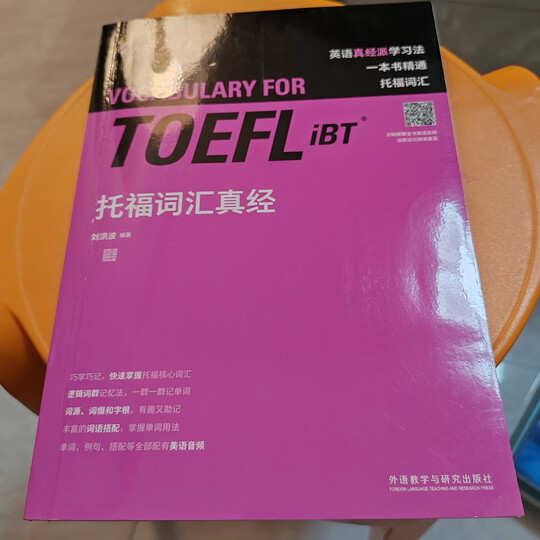 英语真经派学习法
一本书精通
托福词汇
VOCABULARY FOR
TOEFL iBT®
托福词汇真经
刘洪波 编著
巧学巧记，快速掌握托福核心词汇
逻辑词群记忆法，一群一群记单词
词源、词缀和字根，有趣又助记
丰富的词语搭配，掌握单词用法
单词、例句、搭配等全部配有美语音频
外语教学与研究出版社
FOREIGN LANGUAGE TEACHING AND RESEARCH PRESS